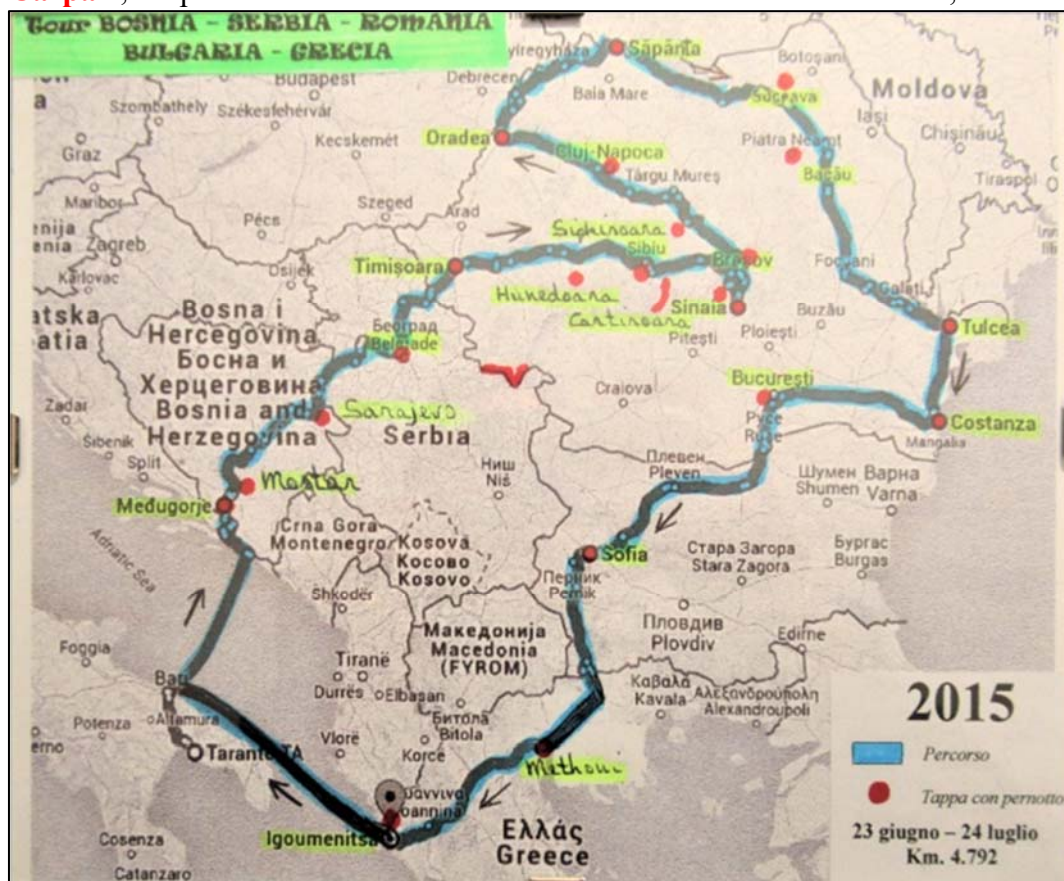 Tour BOSNIA - SERBIA - ROMANIA
BULGARIA - GRECIA
Săpânța
Botoșani
Budapest
Debrecen
Baia Mare
Suceava
Moldova
Szombathely
Székesfehérvár
Iași
Chișinău
Oradea
Kecskemét
Cluj-Napoca
Piatra Neamț
Graz
Târgu Mureș
Bacău
Tiraspol
Maribor
Szeged
Arad
Pécs
Sighisoara
Zagreb
Timișoara
Sibiu
Brașov
Focșani
Karlovac
Osijek
Galați
Hunedoara
Sinaia
Buzău
Cartisoara
Ploiești
Tulcea
Bosna i
Hercegovina
Босна и
Херцеговина
Bosnia and
Herzegovina
Београд
Belgrade
Pitești
Craiova
București
Zadar
Sarajevo
Serbia
Русе
Ruse
Costanza
Mangalia
Šibenik
Split
Ниш
Niš
Плевен
Pleven
Шумен
Shumen
Варна
Varna
Mostar
Međugorje
Crna Gora
Montenegro
Kosova
Косово
Kosovo
Sofia
Стара Загора
Stara Zagora
Бургас
Burgas
Adriatic Sea
Перник
Pernik
Shkodër
Македонија
Macedonia
(FYROM)
Пловдив
Plovdiv
Edirne
Foggia
Tiranë
Durrës
Elbasan
Bari
Καβάλα
Kavala
Αλεξανδρούπολη
Alexandroupoli
Битола
Bitola
Potenza
Altamura
Vlorë
Korçë
Taranto TA
Methoni
Igoumenitsa
Ελλάς
Greece
Cosenza
Catanzaro
2015
Percorso
Tappa con pernotto
23 giugno – 24 luglio
Km. 4.792